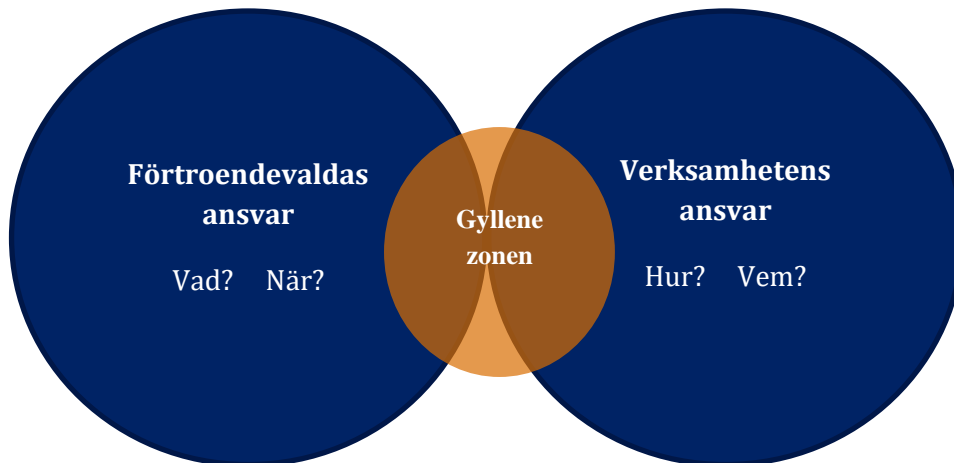 Förtroendevaldas
ansvar
Vad? När?
Gyllene
zonen
Verksamhetens
ansvar
Hur? Vem?